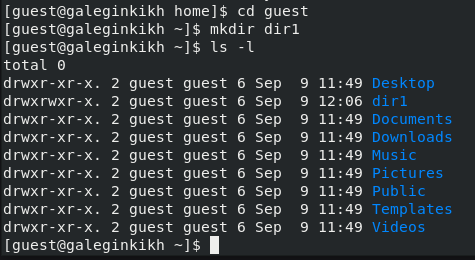 [guest@galeginkikh home]$ cd guest
[guest@galeginkikh ~]$ mkdir dir1
[guest@galeginkikh ~]$ ls -l
total 0
drwxr-xr-x. 2 guest guest 6 Sep  9 11:49 Desktop
drwxrwxr-x. 2 guest guest 6 Sep  9 12:06 dir1
drwxr-xr-x. 2 guest guest 6 Sep  9 11:49 Documents
drwxr-xr-x. 2 guest guest 6 Sep  9 11:49 Downloads
drwxr-xr-x. 2 guest guest 6 Sep  9 11:49 Music
drwxr-xr-x. 2 guest guest 6 Sep  9 11:49 Pictures
drwxr-xr-x. 2 guest guest 6 Sep  9 11:49 Public
drwxr-xr-x. 2 guest guest 6 Sep  9 11:49 Templates
drwxr-xr-x. 2 guest guest 6 Sep  9 11:49 Videos
[guest@galeginkikh ~]$